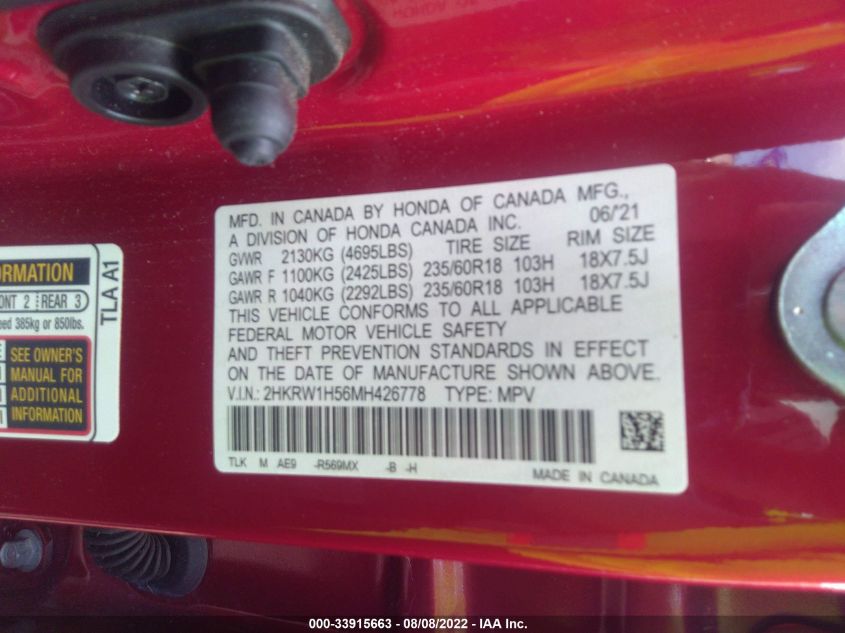 MFD. IN CANADA BY HONDA OF CANADA MFG.,
A DIVISION OF HONDA CANADA INC. 06/'21
GVWR 2130KG (4695LBS) TIRE SIZE RIM SIZE
GAWR F 1100KG (2425LBS) 235/60R18 103H 18X7.5J
GAWR R 1040KG (2292LBS) 235/60R18 103H 18X7.5J
THIS VEHICLE CONFORMS TO ALL APPLICABLE
FEDERAL MOTOR VEHICLE SAFETY
AND THEFT PREVENTION STANDARDS IN EFFECT
ON THE DATE OF MANUFACTURE SHOWN ABOVE.
V.I.N.: 2HKRW1H56MH426778 TYPE: MPV
TLK M AE9 -R569MX -B -H
MADE IN CANADA
ORMATION
ONT 2 REAR 3
eed 385kg or 850lbs.
SEE OWNER'S
MANUAL FOR
ADDITIONAL
INFORMATION
TLA A1
000-33915663 - 08/08/2022 - IAA Inc.